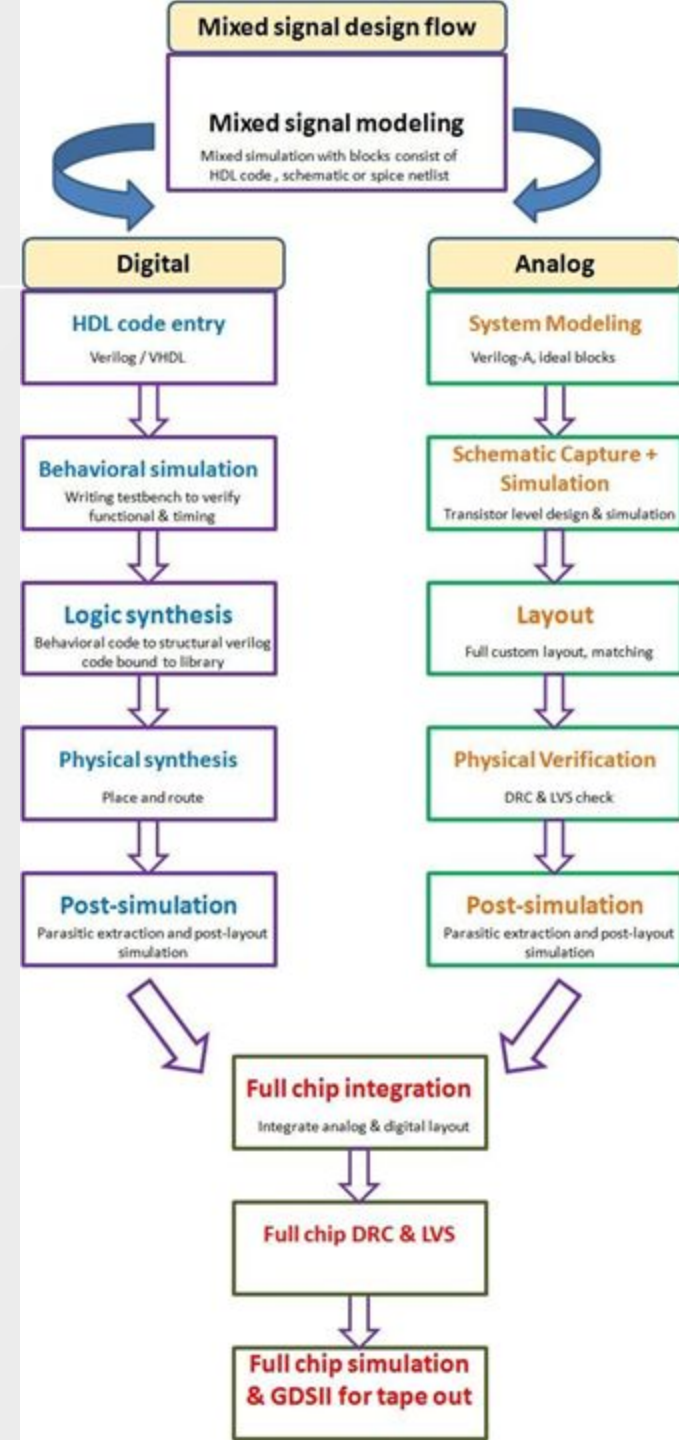 Mixed signal design flow
Mixed signal modeling
Mixed simulation with blocks consist of
HDL code , schematic or spice netlist
Digital
HDL code entry
Verilog / VHDL
Behavioral simulation
Writing testbench to verify
functional & timing
Logic synthesis
Behavioral code to structural verilog
code bound to library
Physical synthesis
Place and route
Post-simulation
Parasitic extraction and post-layout
simulation
Analog
System Modeling
Verilog-A, ideal blocks
Schematic Capture +
Simulation
Transistor level design & simulation
Layout
Full custom layout, matching
Physical Verification
DRC & LVS check
Post-simulation
Parasitic extraction and post-layout
simulation
Full chip integration
Integrate analog & digital layout
Full chip DRC & LVS
Full chip simulation
& GDSII for tape out